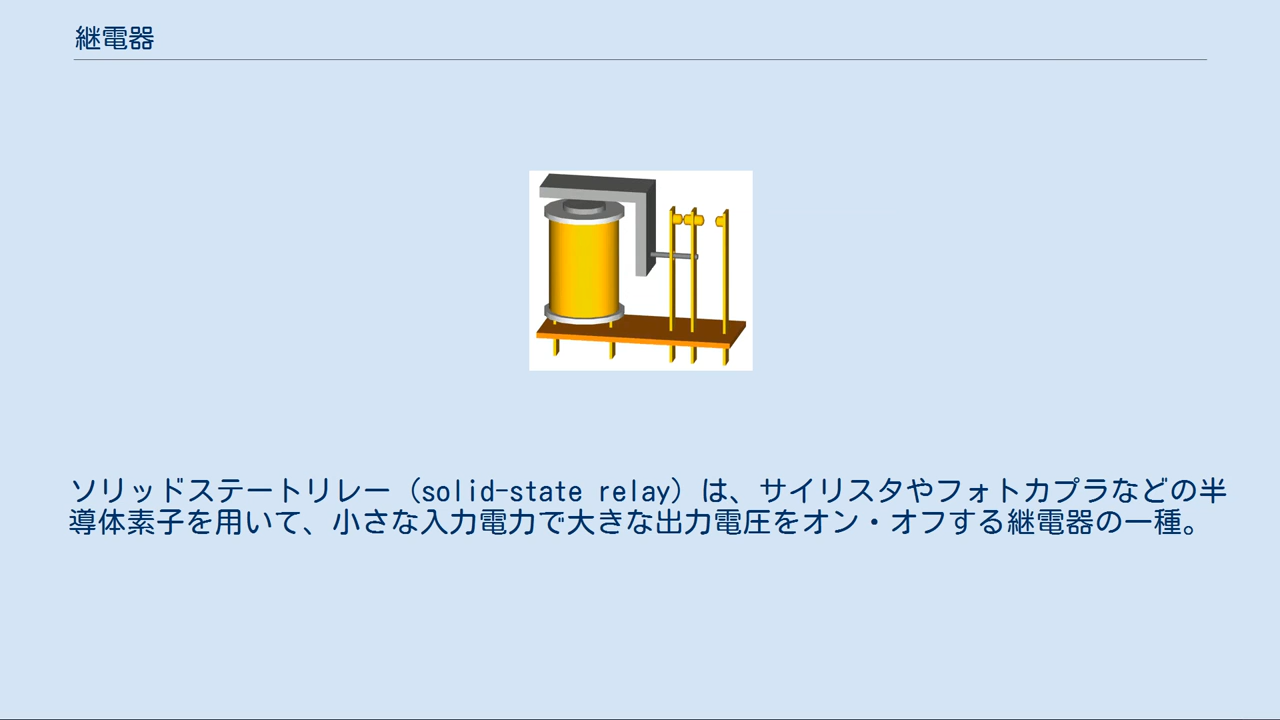 継電器
ソリッドステートリレー（solid-state relay）は、サイリスタやフォトカプラなどの半
導体素子を用いて、小さな入力電力で大きな出力電圧をオン・オフする継電器の一種。